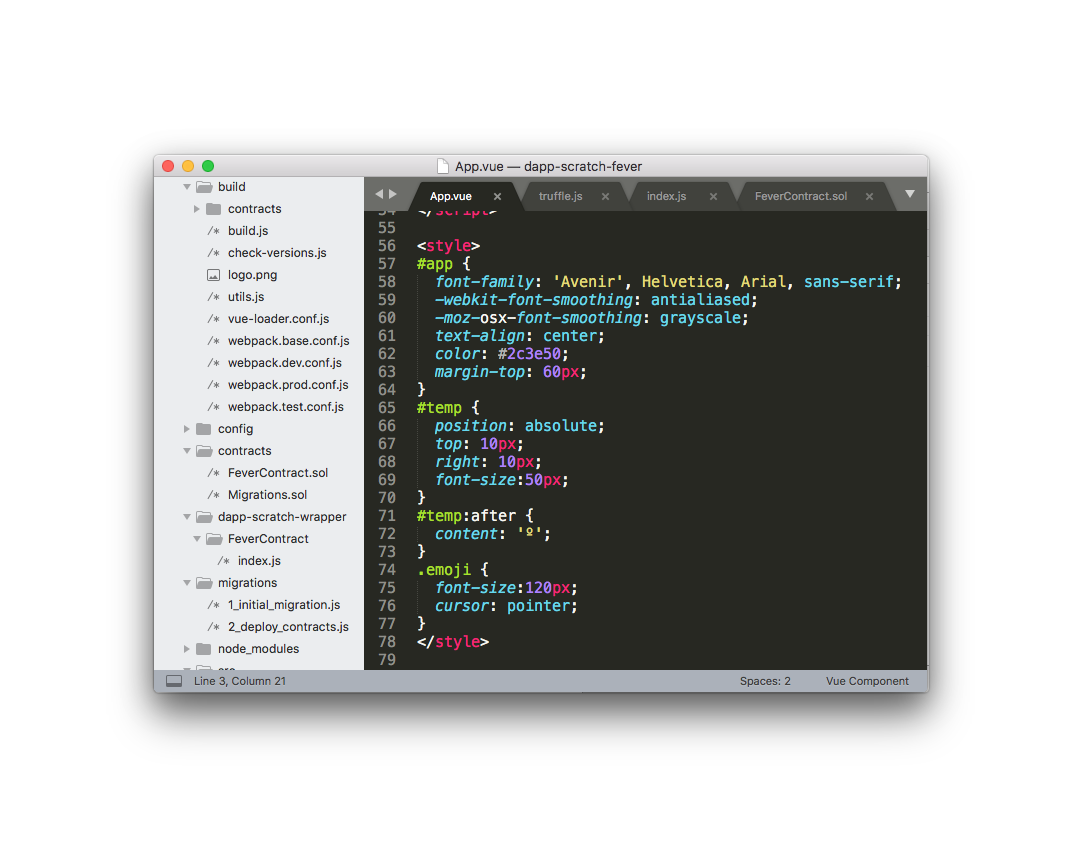 App.vue — dapp-scratch-fever
build
contracts
/* build.js
/* check-versions.js
logo.png
/* utils.js
/* vue-loader.conf.js
/* webpack.base.conf.js
/* webpack.dev.conf.js
/* webpack.prod.conf.js
/* webpack.test.conf.js
config
contracts
/* FeverContract.sol
/* Migrations.sol
dapp-scratch-wrapper
FeverContract
/* index.js
migrations
/* 1_initial_migration.js
/* 2_deploy_contracts.js
node_modules
src
App.vue × truffle.js × index.js × FeverContract.sol ×
54 </script>
55
56 <style>
57 #app {
58   font-family: 'Avenir', Helvetica, Arial, sans-serif;
59   -webkit-font-smoothing: antialiased;
60   -moz-osx-font-smoothing: grayscale;
61   text-align: center;
62   color: #2c3e50;
63   margin-top: 60px;
64 }
65 #temp {
66   position: absolute;
67   top: 10px;
68   right: 10px;
69   font-size:50px;
70 }
71 #temp:after {
72   content: 'º';
73 }
74 .emoji {
75   font-size:120px;
76   cursor: pointer;
77 }
78 </style>
79
Line 3, Column 21 Spaces: 2 Vue Component